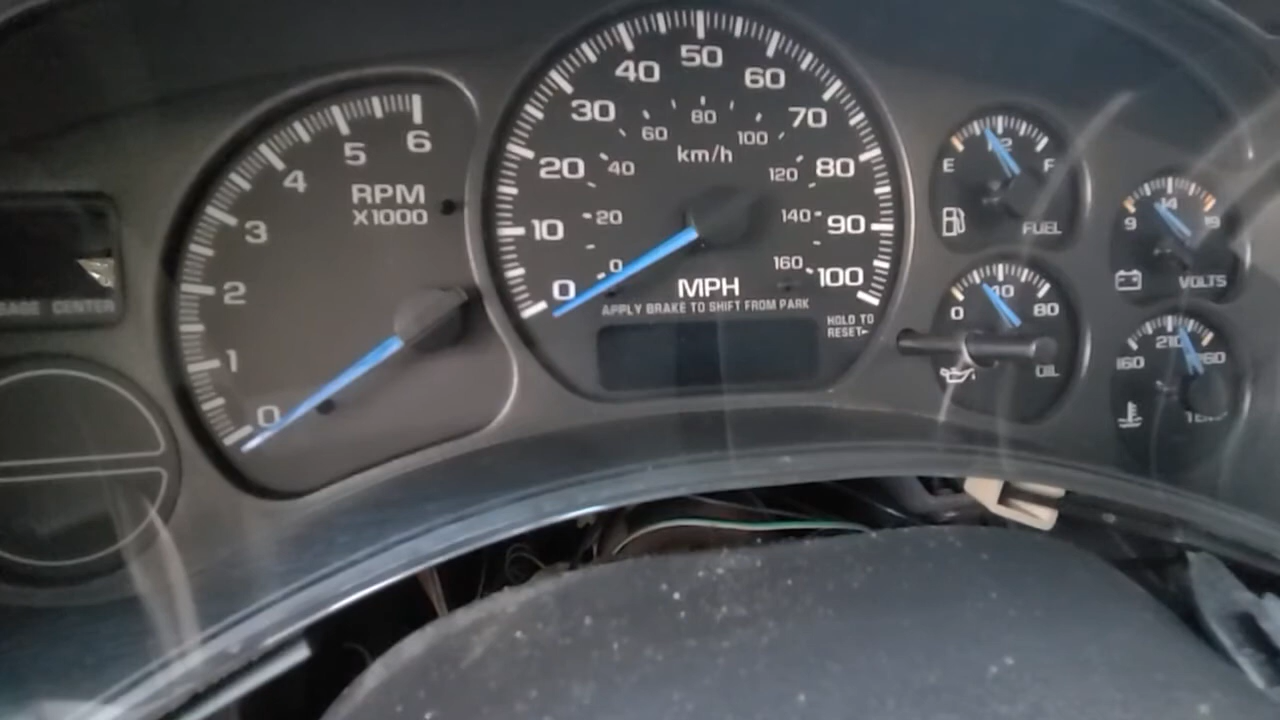 6
5
4
3
2
1
0
RPM
X1000
50
40
60
30
70
20
80
10
90
0
100
80
60
100
km/h
40
120
20
140
0
160
MPH
APPLY BRAKE TO SHIFT FROM PARK
HOLD TO
RESET
E
F
FUEL
0
40
80
OIL
9
14
19
VOLTS
160
210
260
CENTER